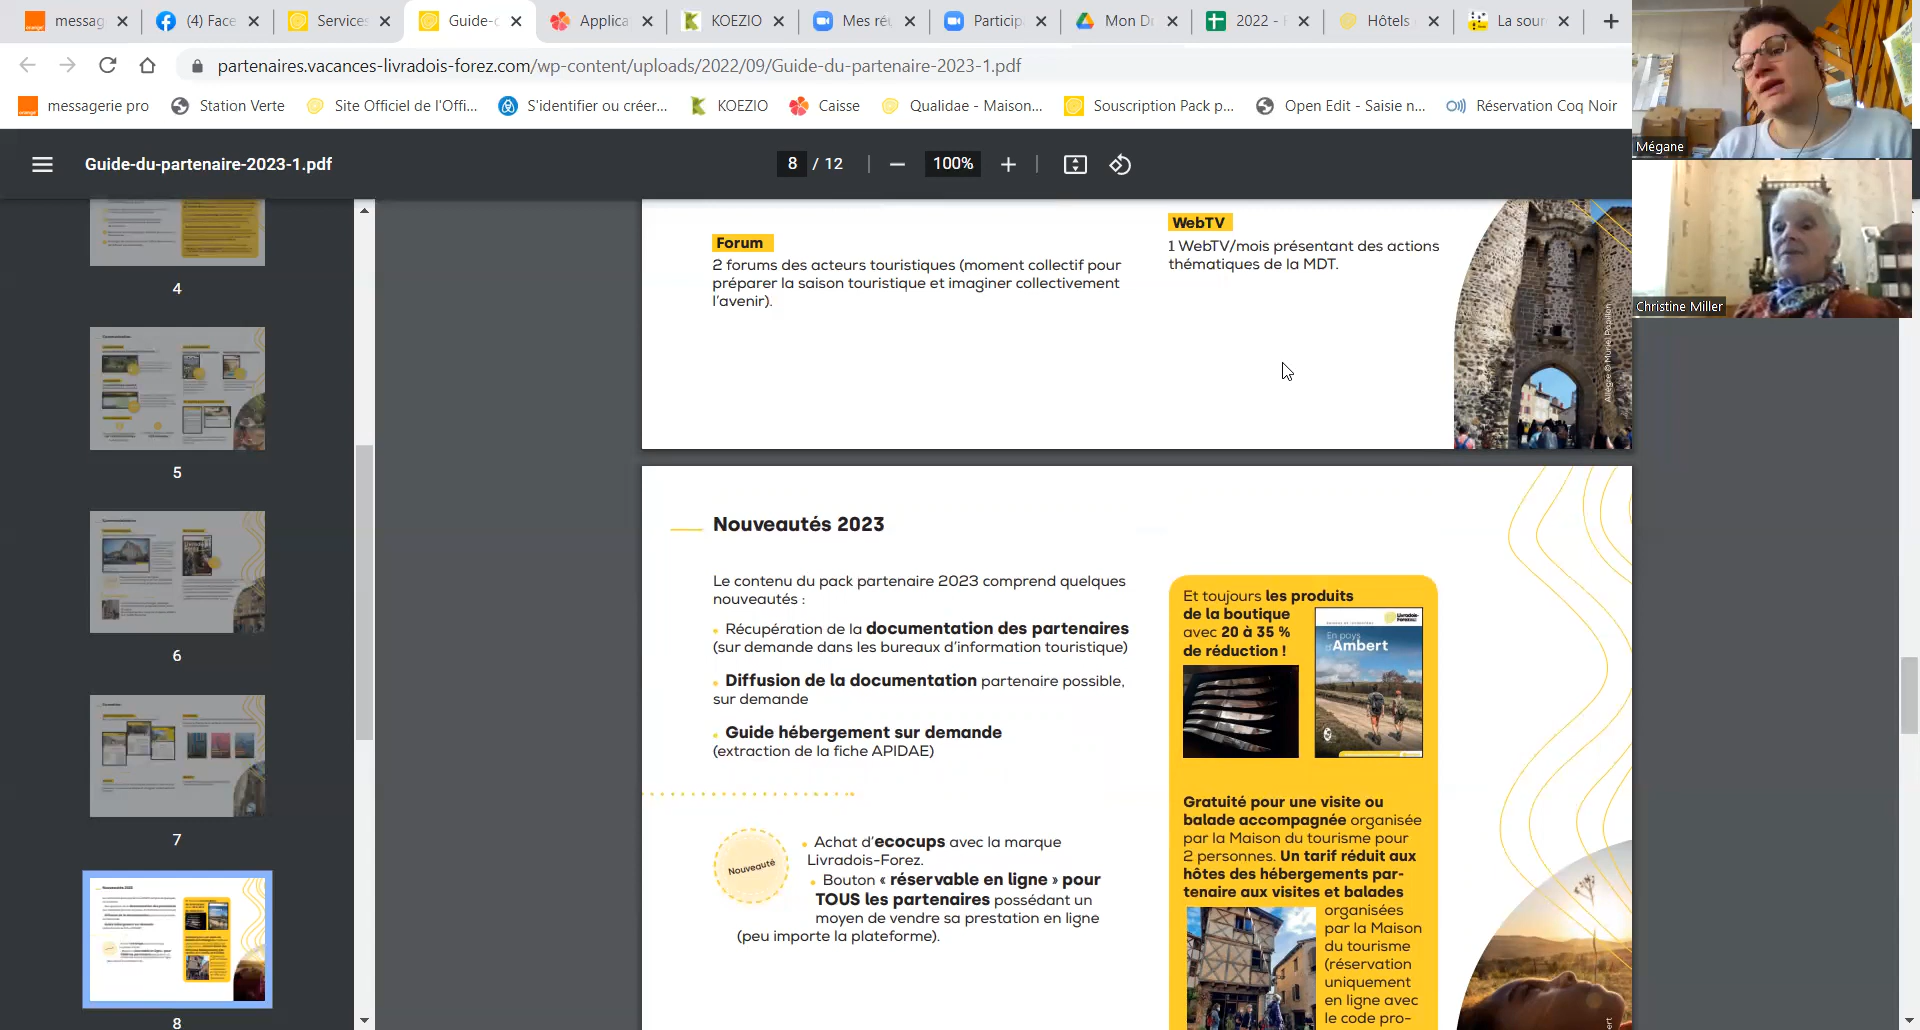 messag
(4) Face
Services
Guide-d
Applica
KOEZIO
Mes ré
Particip
Mon D
2022 -
Hôtels
La sour
partenaires.vacances-livradois-forez.com/wp-content/uploads/2022/09/Guide-du-partenaire-2023-1.pdf
messagerie pro
Station Verte
Site Officiel de l'Offi...
S'identifier ou créer...
KOEZIO
Caisse
Qualidae - Maison...
Souscription Pack p...
Open Edit - Saisie n...
Réservation Coq Noir
Guide-du-partenaire-2023-1.pdf
8 / 12
100%
Mégane
Christine Miller
4
5
6
7
8
Forum
2 forums des acteurs touristiques (moment collectif pour
préparer la saison touristique et imaginer collectivement
l'avenir).
WebTV
1 WebTV/mois présentant des actions
thématiques de la MDT.
Allègre © Muriel Papillon
Nouveautés 2023
Le contenu du pack partenaire 2023 comprend quelques
nouveautés :
• Récupération de la documentation des partenaires
(sur demande dans les bureaux d'information touristique)
• Diffusion de la documentation partenaire possible,
sur demande
• Guide hébergement sur demande
(extraction de la fiche APIDAE)
Nouveauté
• Achat d'ecocups avec la marque
Livradois-Forez.
• Bouton « réservable en ligne » pour
TOUS les partenaires possédant un
moyen de vendre sa prestation en ligne
(peu importe la plateforme).
Et toujours les produits
de la boutique
avec 20 à 35 %
de réduction !
Livradois-
Forez
En pays
d'Ambert
Gratuité pour une visite ou
balade accompagnée organisée
par la Maison du tourisme pour
2 personnes. Un tarif réduit aux
hôtes des hébergements par-
tenaire aux visites et balades
organisées
par la Maison
du tourisme
(réservation
uniquement
en ligne avec
le code pro-